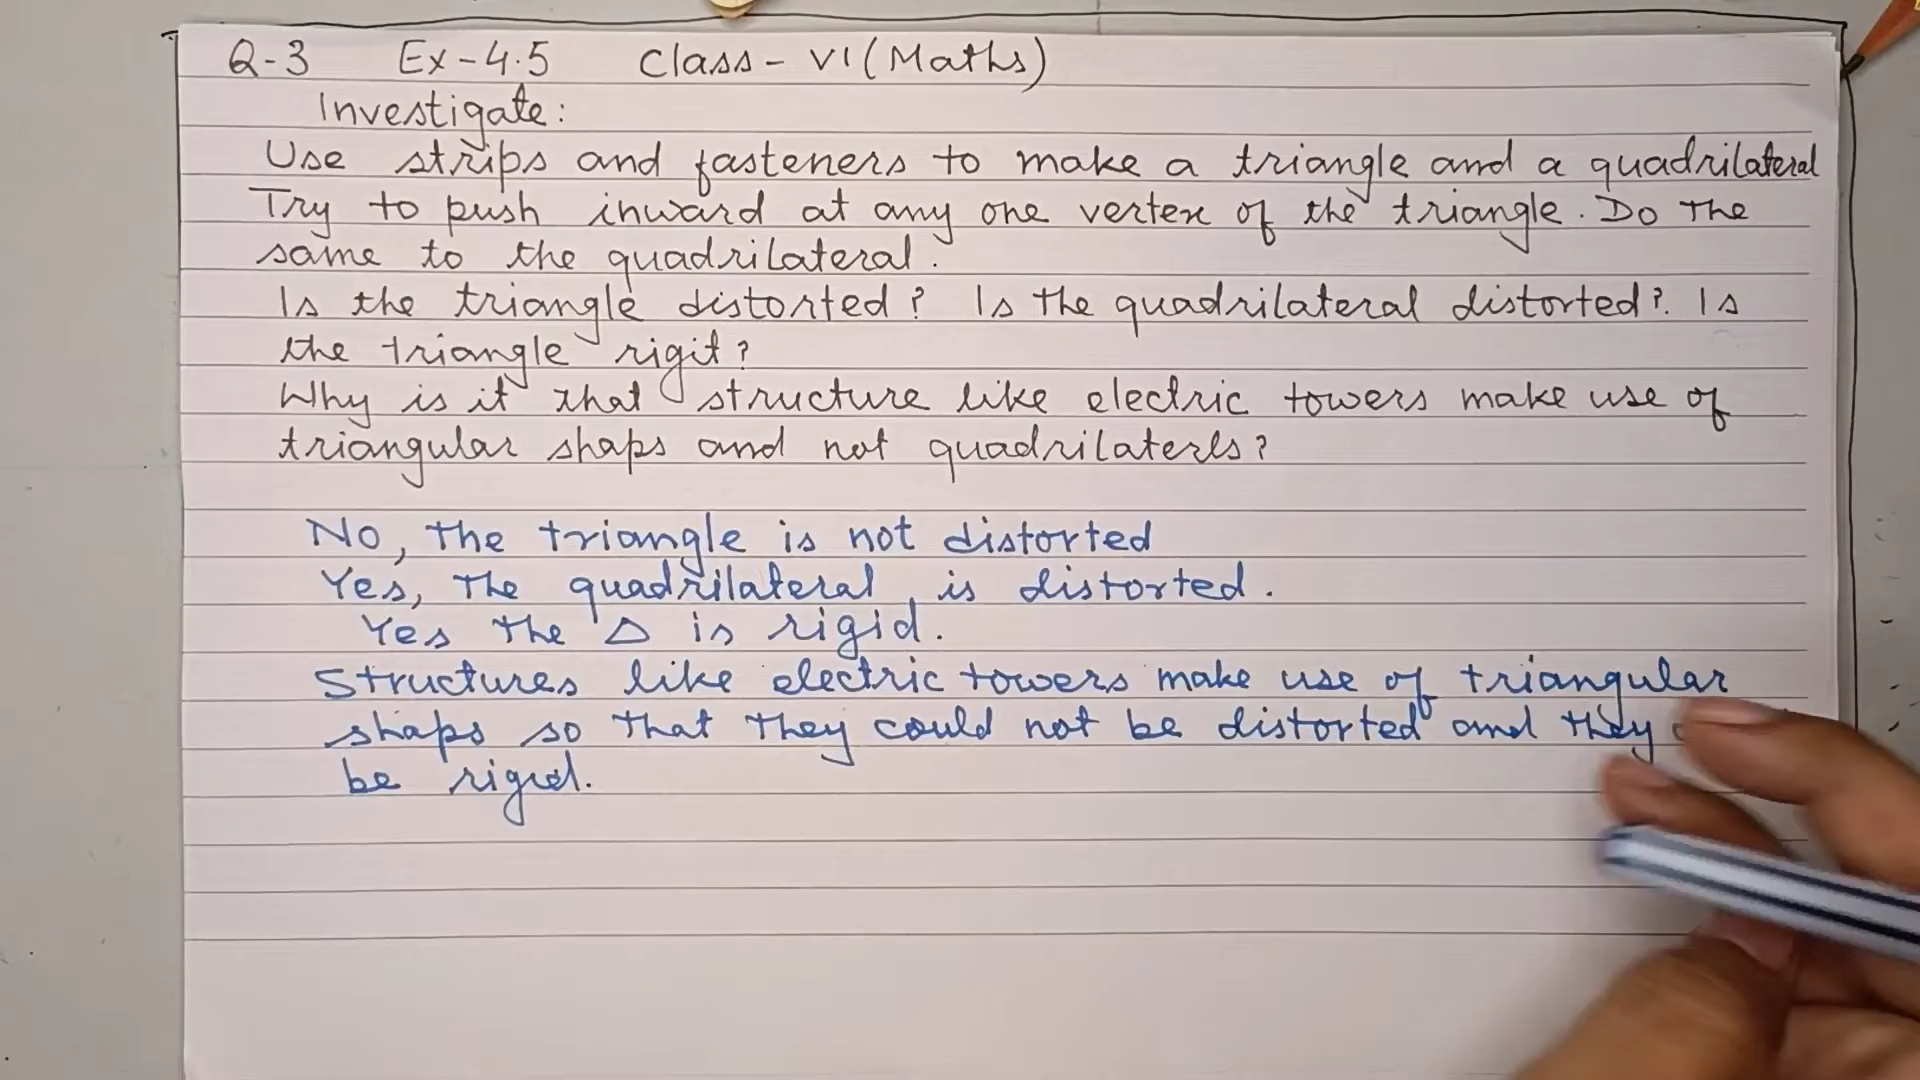 Q-3 Ex-4.5 Class- VI (Maths)
Investigate:
Use strips and fasteners to make a triangle and a quadrilateral
Try to push inward at any one vertex of the triangle. Do the
same to the quadrilateral.
Is the triangle distorted? Is the quadrilateral distorted? Is
the triangle rigit?
Why is it that structure like electric towers make use of
triangular shaps and not quadrilaterls?
No, the triangle is not distorted
Yes, The quadrilateral is distorted.
Yes the △ is rigid.
Structures like electric towers make use of triangular
shaps so that they could not be distorted and they
be rigid.